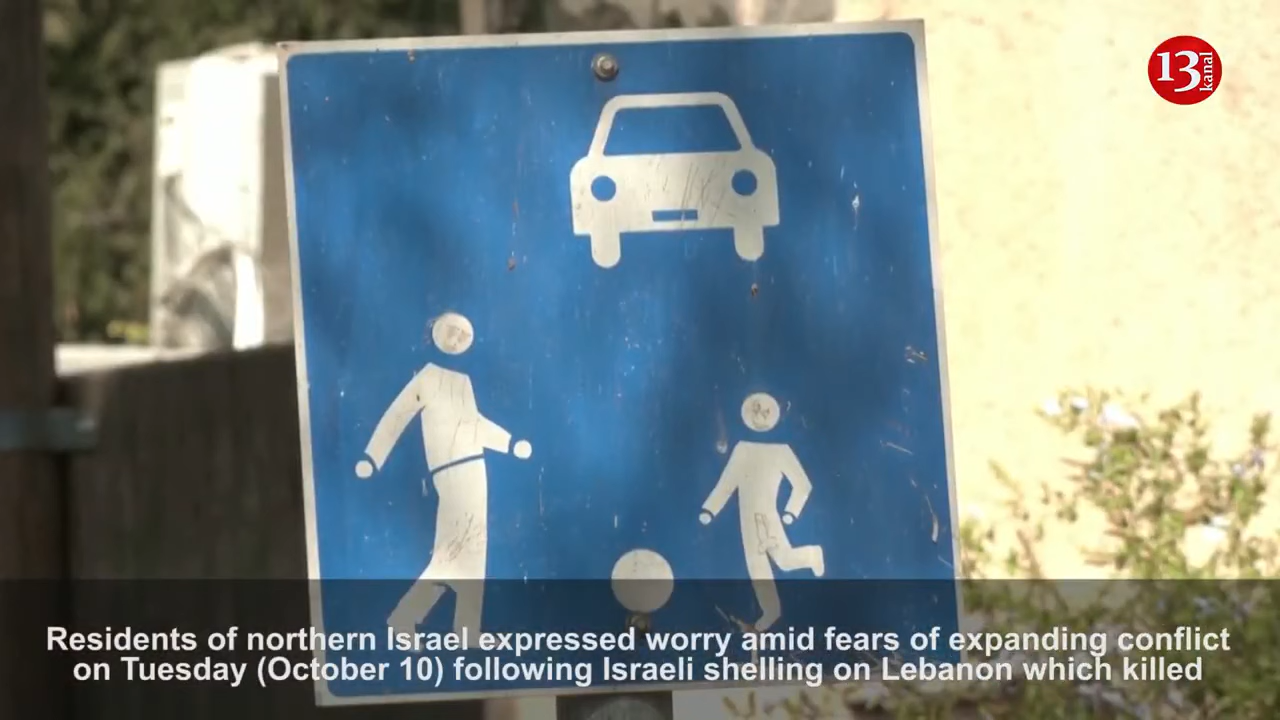 13
kanal
Residents of northern Israel expressed worry amid fears of expanding conflict
on Tuesday (October 10) following Israeli shelling on Lebanon which killed